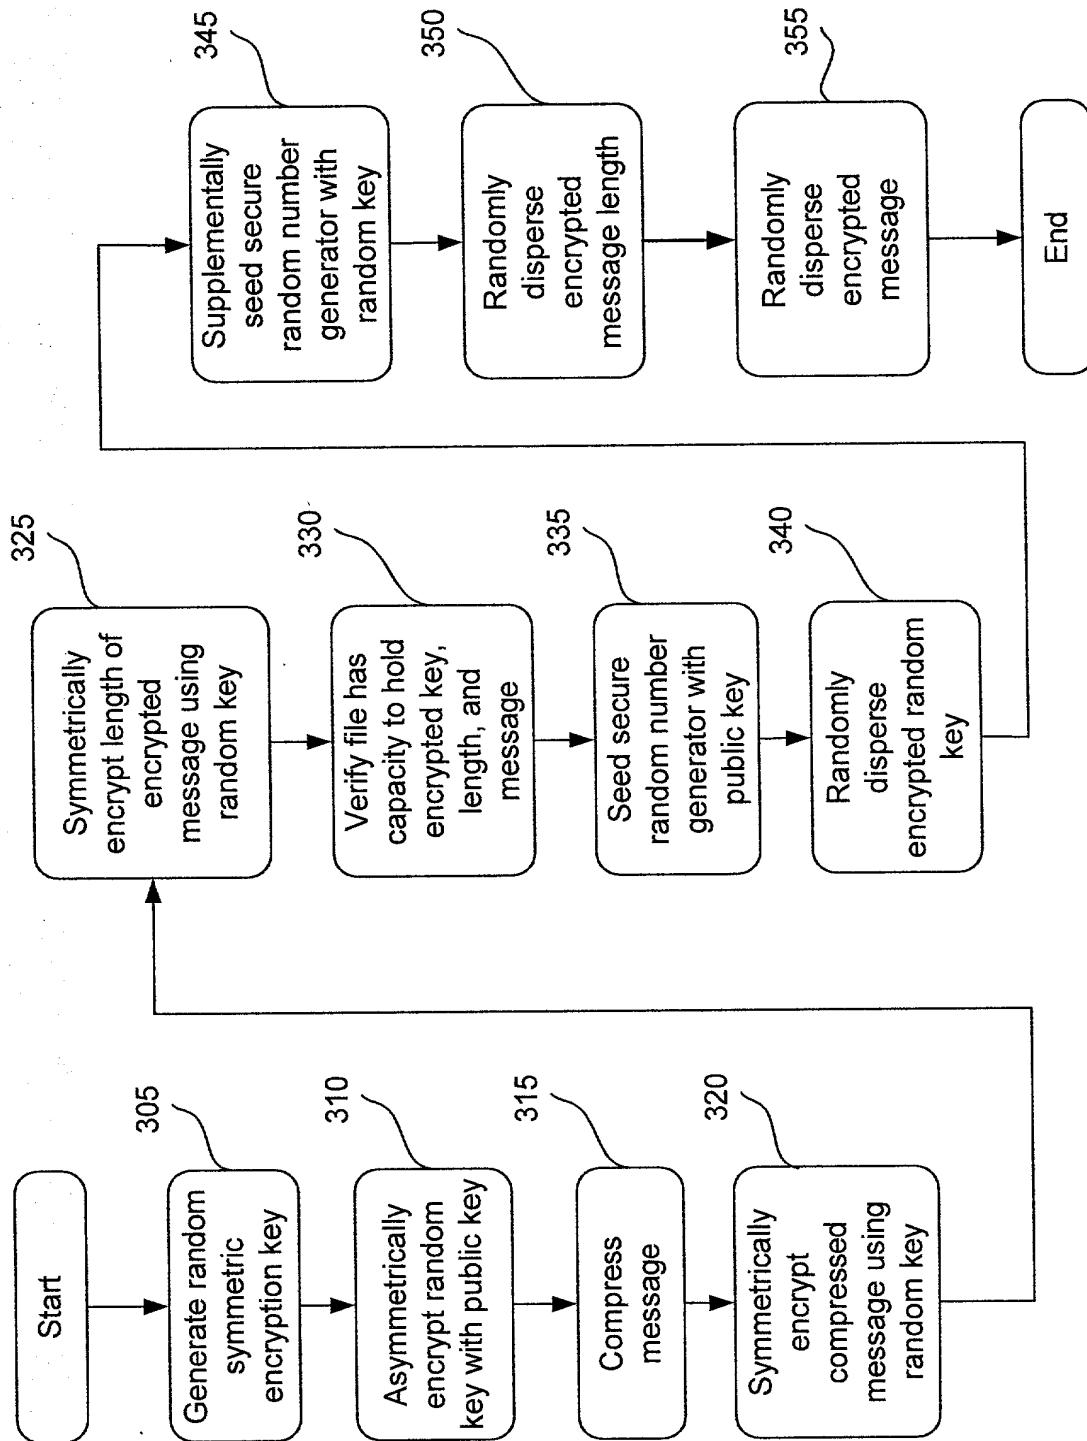 Start
305
Generate random
symmetric
encryption key
310
Asymmetrically
encrypt random
key with public key
315
Compress
message
320
Symmetrically
encrypt
compressed
message using
random key
325
Symmetrically
encrypt length of
encrypted
message using
random key
330
Verify file has
capacity to hold
encrypted key,
length, and
message
335
Seed secure
random number
generator with
public key
340
Randomly
disperse
encrypted random
key
345
Supplementally
seed secure
random number
generator with
random key
350
Randomly
disperse
encrypted
message length
355
Randomly
disperse
encrypted
message
End